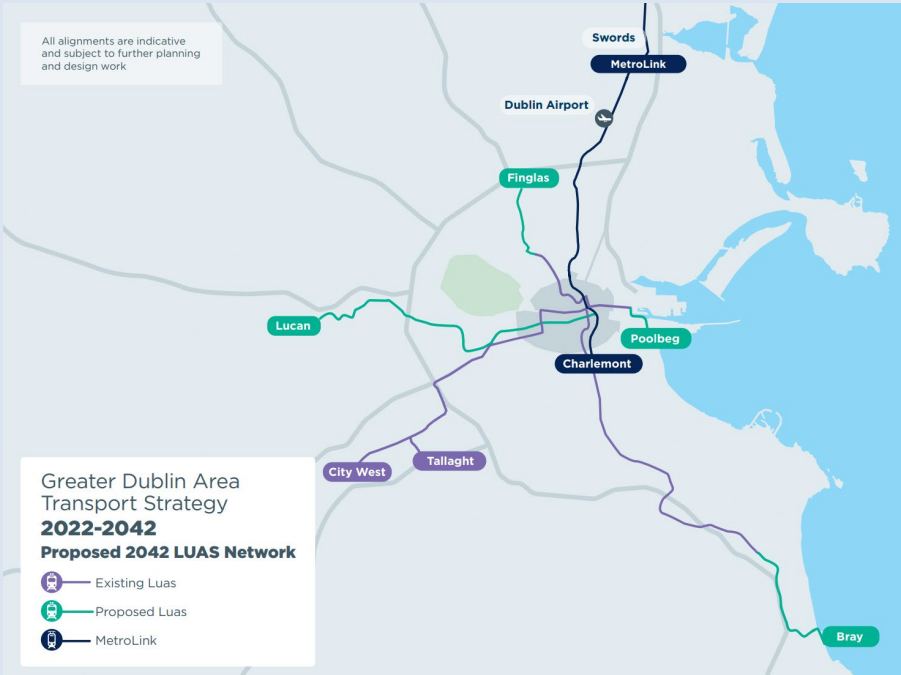 All alignments are indicative
and subject to further planning
and design work
Swords
MetroLink
Dublin Airport
Finglas
Lucan
Poolbeg
Charlemont
Tallaght
City West
Bray
Greater Dublin Area
Transport Strategy
2022-2042
Proposed 2042 LUAS Network
Existing Luas
Proposed Luas
MetroLink